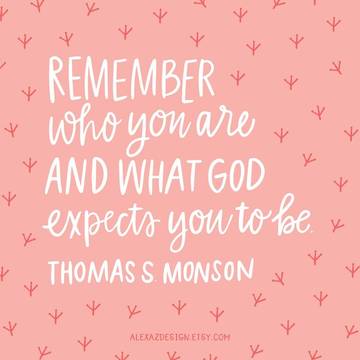 REMEMBER
who you are
AND WHAT GOD
expects you to be.
THOMAS S. MONSON
ALEXAZDESIGN.ETSY.COM